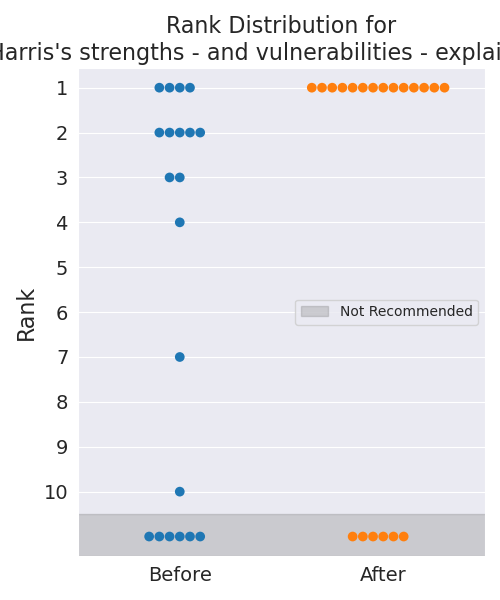 Rank Distribution for
Harris's strengths - and vulnerabilities - explai
1
2
3
4
5
6
7
8
9
10
Rank
Not Recommended
Before
After